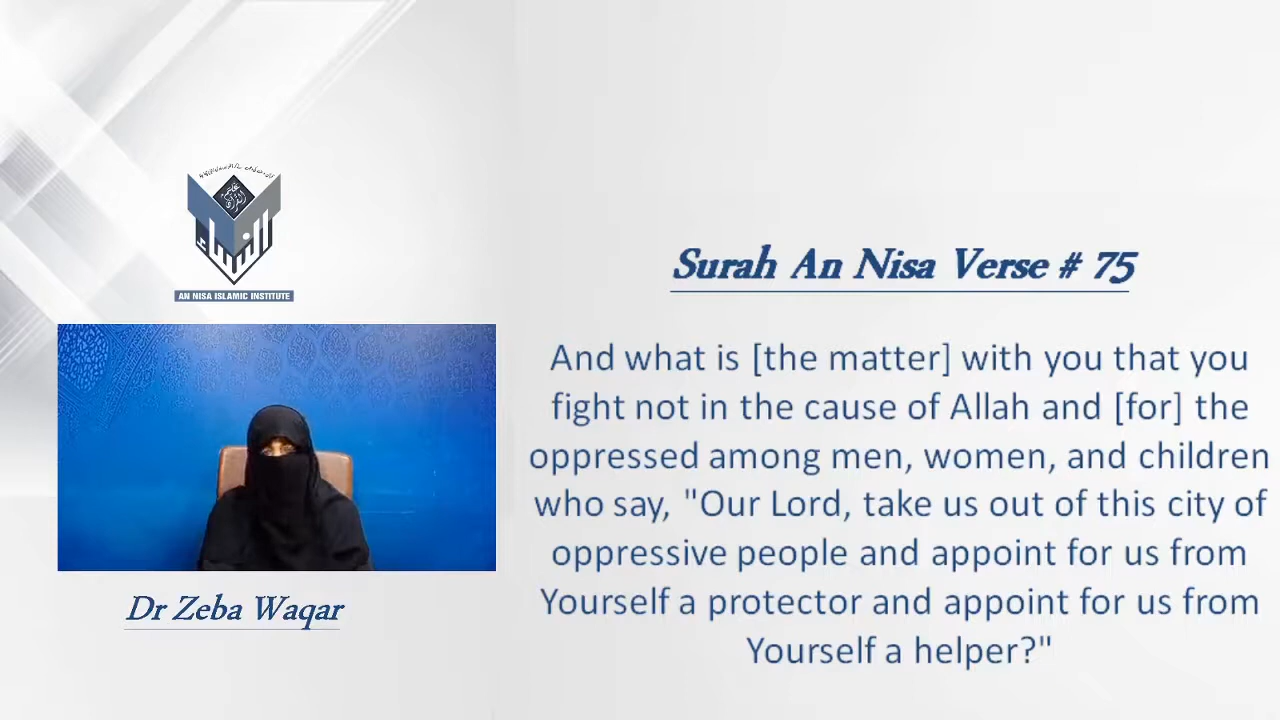 النساء
AN NISA ISLAMIC INSTITUTE
Dr Zeba Waqar
Surah An Nisa Verse # 75
And what is [the matter] with you that you
fight not in the cause of Allah and [for] the
oppressed among men, women, and children
who say, "Our Lord, take us out of this city of
oppressive people and appoint for us from
Yourself a protector and appoint for us from
Yourself a helper?"